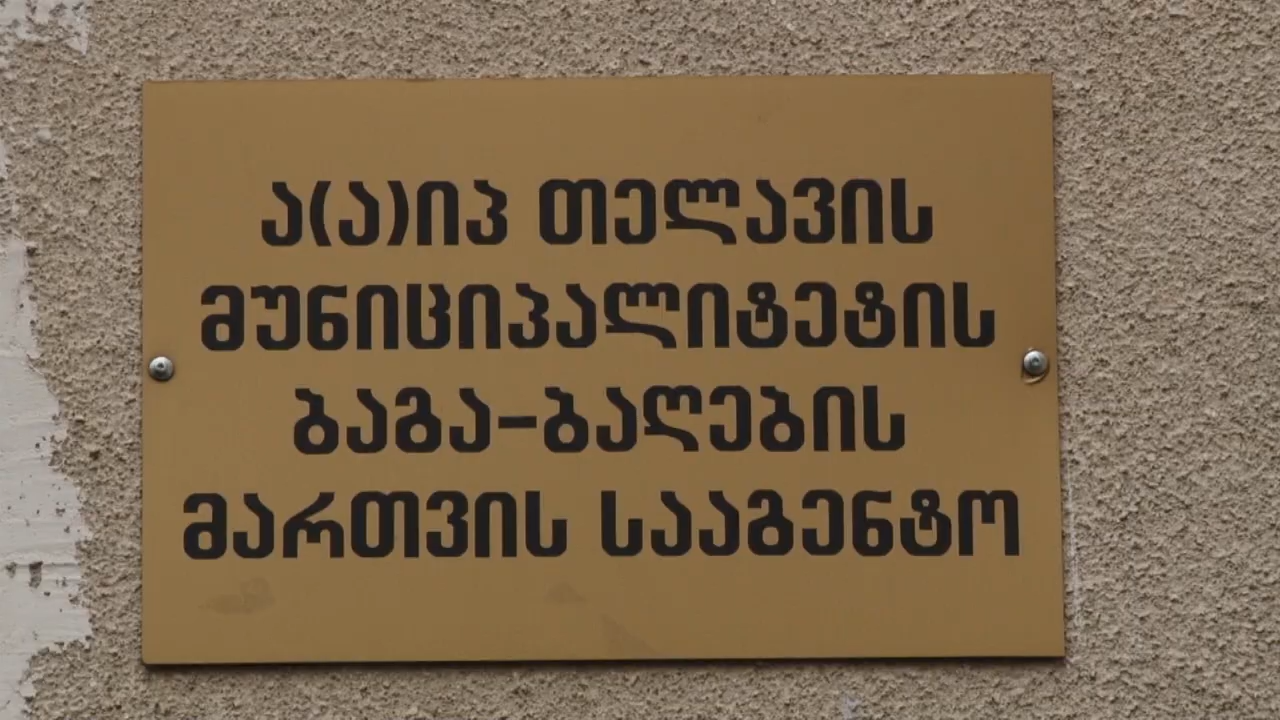 ა(ა)იპ თელავის
მუნიციპალიტეტის
ბაგა-ბაღების
მართვის სააგენტო